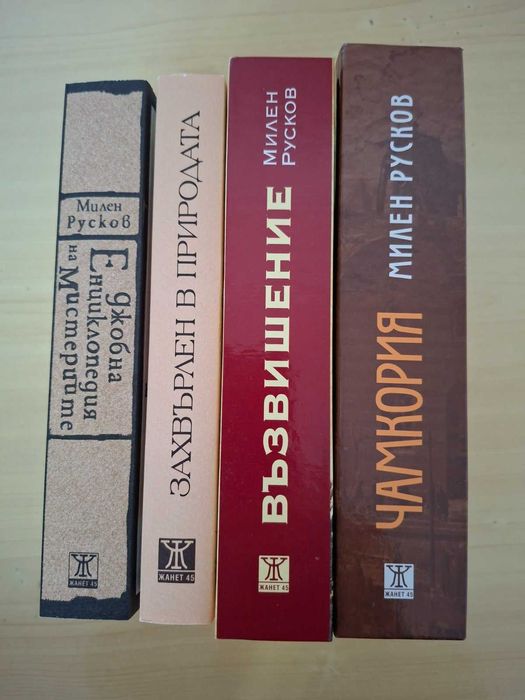 Милен
Русков
джобна
Енциклопедия
на Мистериите
Ж
ЖАНЕТ 45
ЗАХВЪРЛЕН В ПРИРОДАТА
Ж
ЖАНЕТ 45
МИЛЕН
РУСКОВ
ВЪЗВИШЕНИЕ
Ж
ЖАНЕТ 45
МИЛЕН РУСКОВ
ЧАМКОРИЯ
Ж
ЖАНЕТ 45